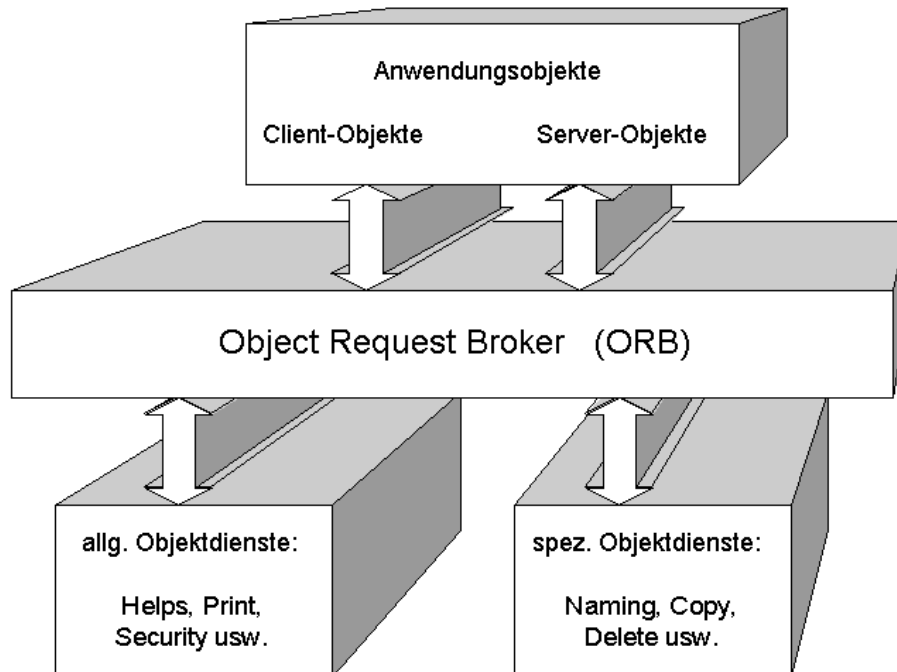 Anwendungsobjekte
Client-Objekte
Server-Objekte
Object Request Broker (ORB)
allg. Objektdienste:
Helps, Print,
Security usw.
spez. Objektdienste:
Naming, Copy,
Delete usw.